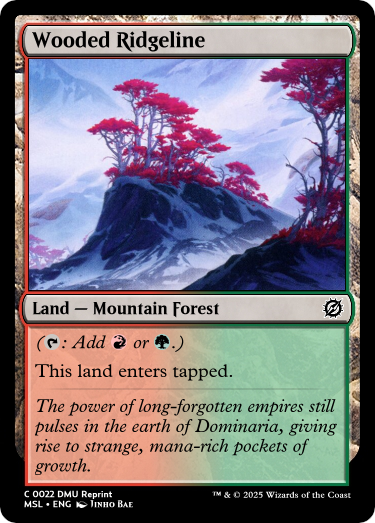 Wooded Ridgeline
Land — Mountain Forest
(: Add or .)
This land enters tapped.
The power of long-forgotten empires still
pulses in the earth of Dominaria, giving
rise to strange, mana-rich pockets of
growth.
C 0022 DMU Reprint
MSL • ENG Jinho Bae
™ & © 2025 Wizards of the Coast